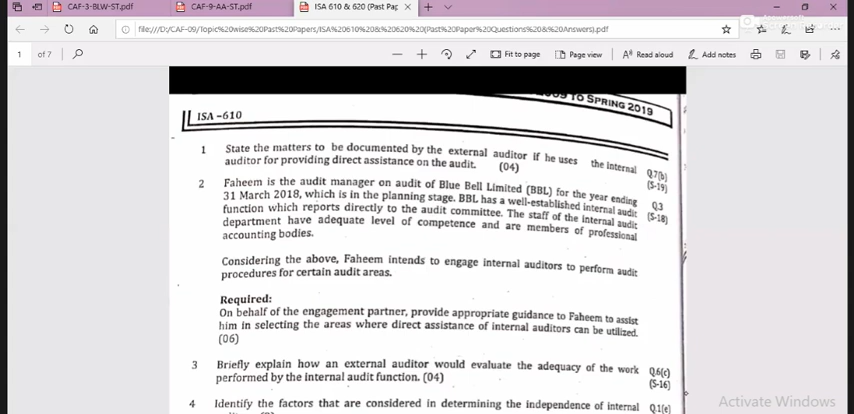 CAF-3-BLW-ST.pdf
CAF-9-AA-ST.pdf
ISA 610 & 620 (Past Pap
file:///D:/CAF-09/Topic%20wise%20Past%20Papers/ISA%20610%20&%20620%20(Past%20Paper%20Questions%20&%20Answers).pdf
1 of 7
Fit to page
Page view
Read aloud
Add notes
TO SPRING 2019
ISA -610
1 State the matters to be documented by the external auditor if he uses the internal Q.7(b)
auditor for providing direct assistance on the audit. (04) (S-19)
2 Faheem is the audit manager on audit of Blue Bell Limited (BBL) for the year ending Q.3
31 March 2018, which is in the planning stage. BBL has a well-established internal audit (S-18)
function which reports directly to the audit committee. The staff of the internal audit
department have adequate level of competence and are members of professional
accounting bodies.
Considering the above, Faheem intends to engage internal auditors to perform audit
procedures for certain audit areas.
Required:
On behalf of the engagement partner, provide appropriate guidance to Faheem to assist
him in selecting the areas where direct assistance of internal auditors can be utilized.
(06)
3 Briefly explain how an external auditor would evaluate the adequacy of the work Q.6(c)
performed by the internal audit function. (04) (S-16)
4 Identify the factors that are considered in determining the independence of internal Q.1(e)
Activate Windows